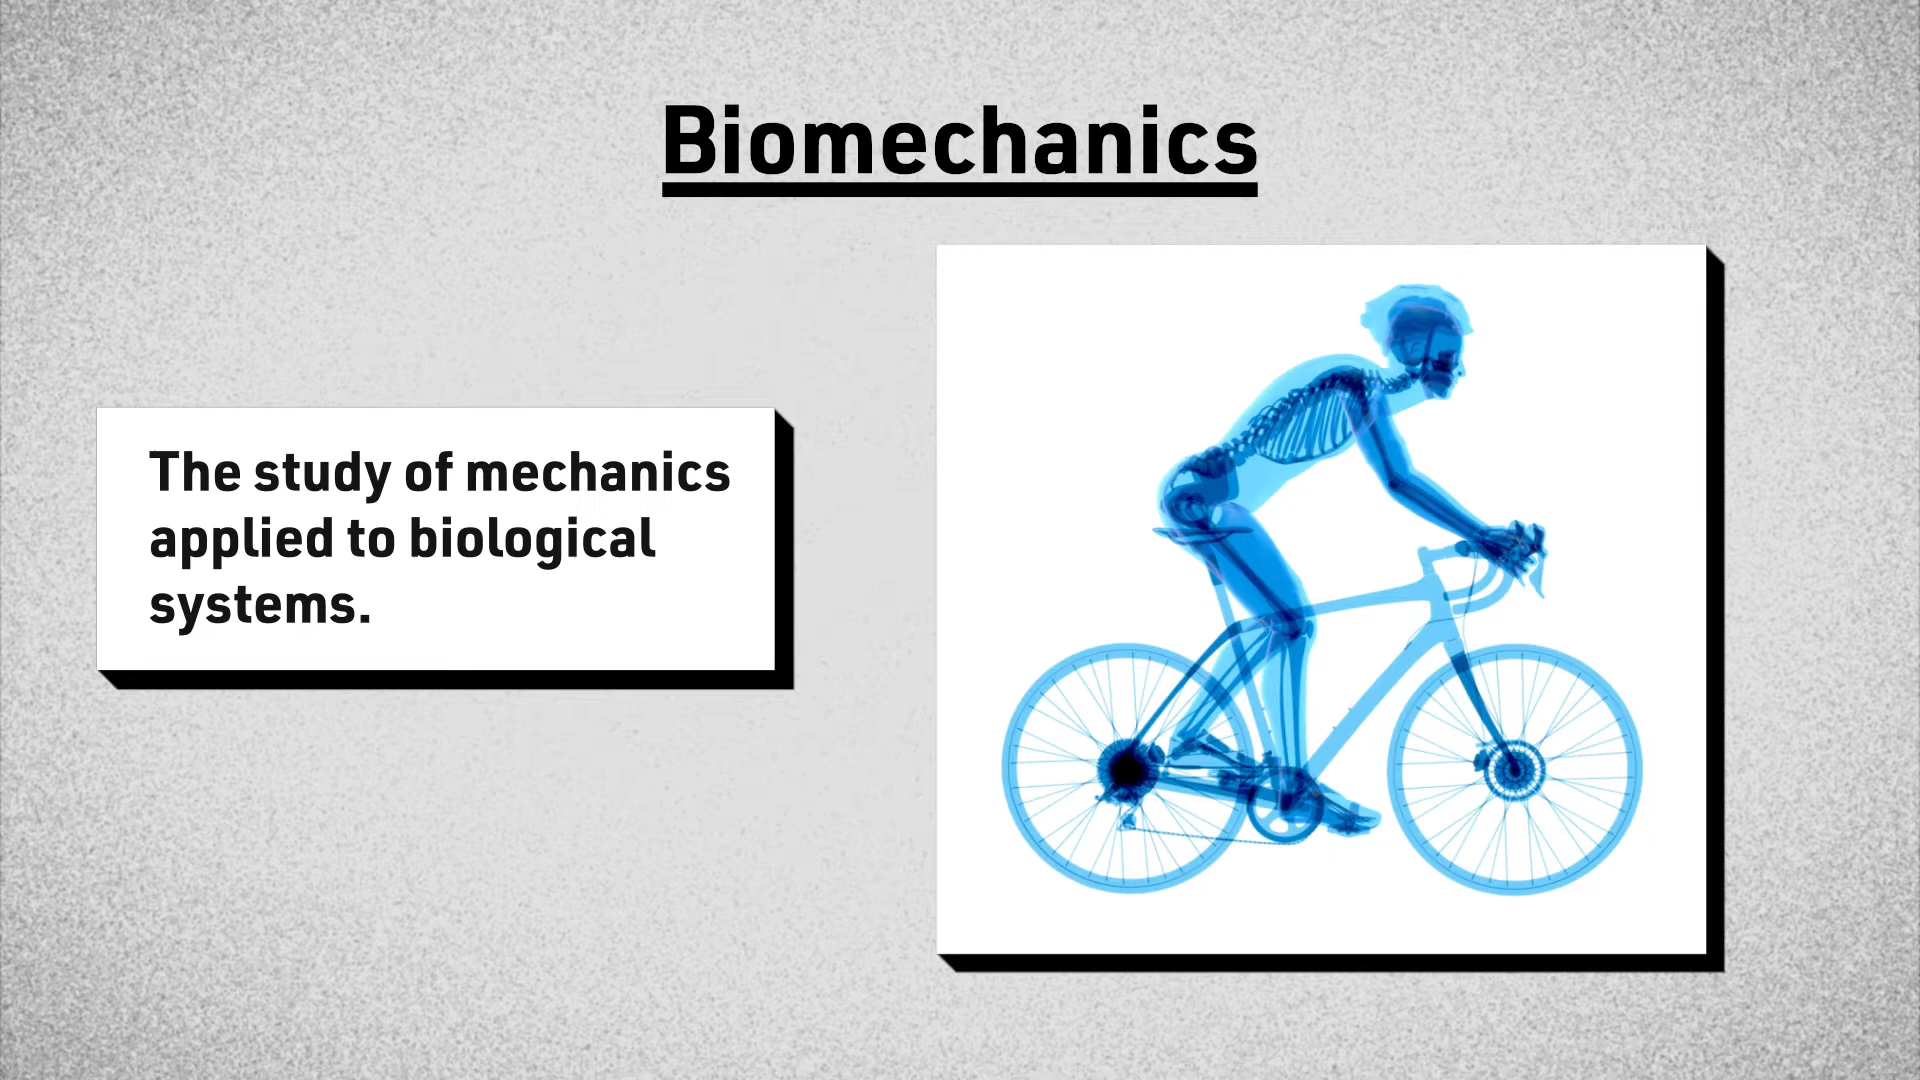 Biomechanics
The study of mechanics
applied to biological
systems.